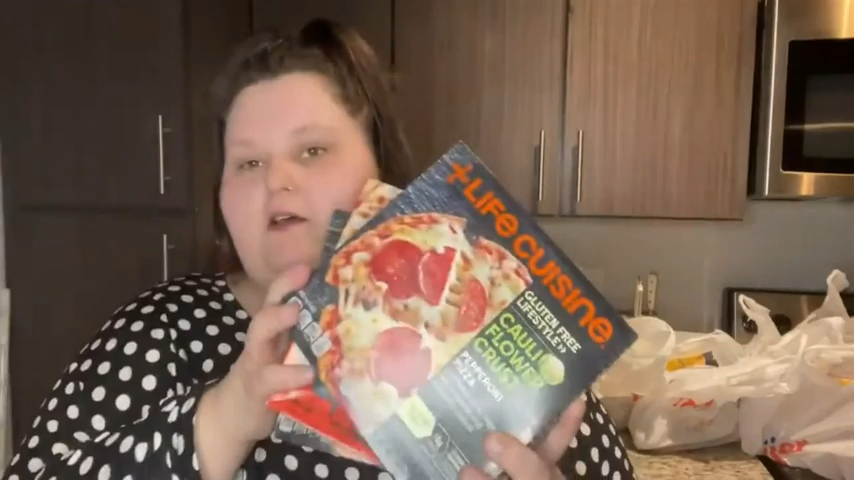 +LIFE CUISINE
GLUTEN FREE
LIFESTYLE>>
CAULI
FLOWER
CRUST
PEPPERONI
PIZZA